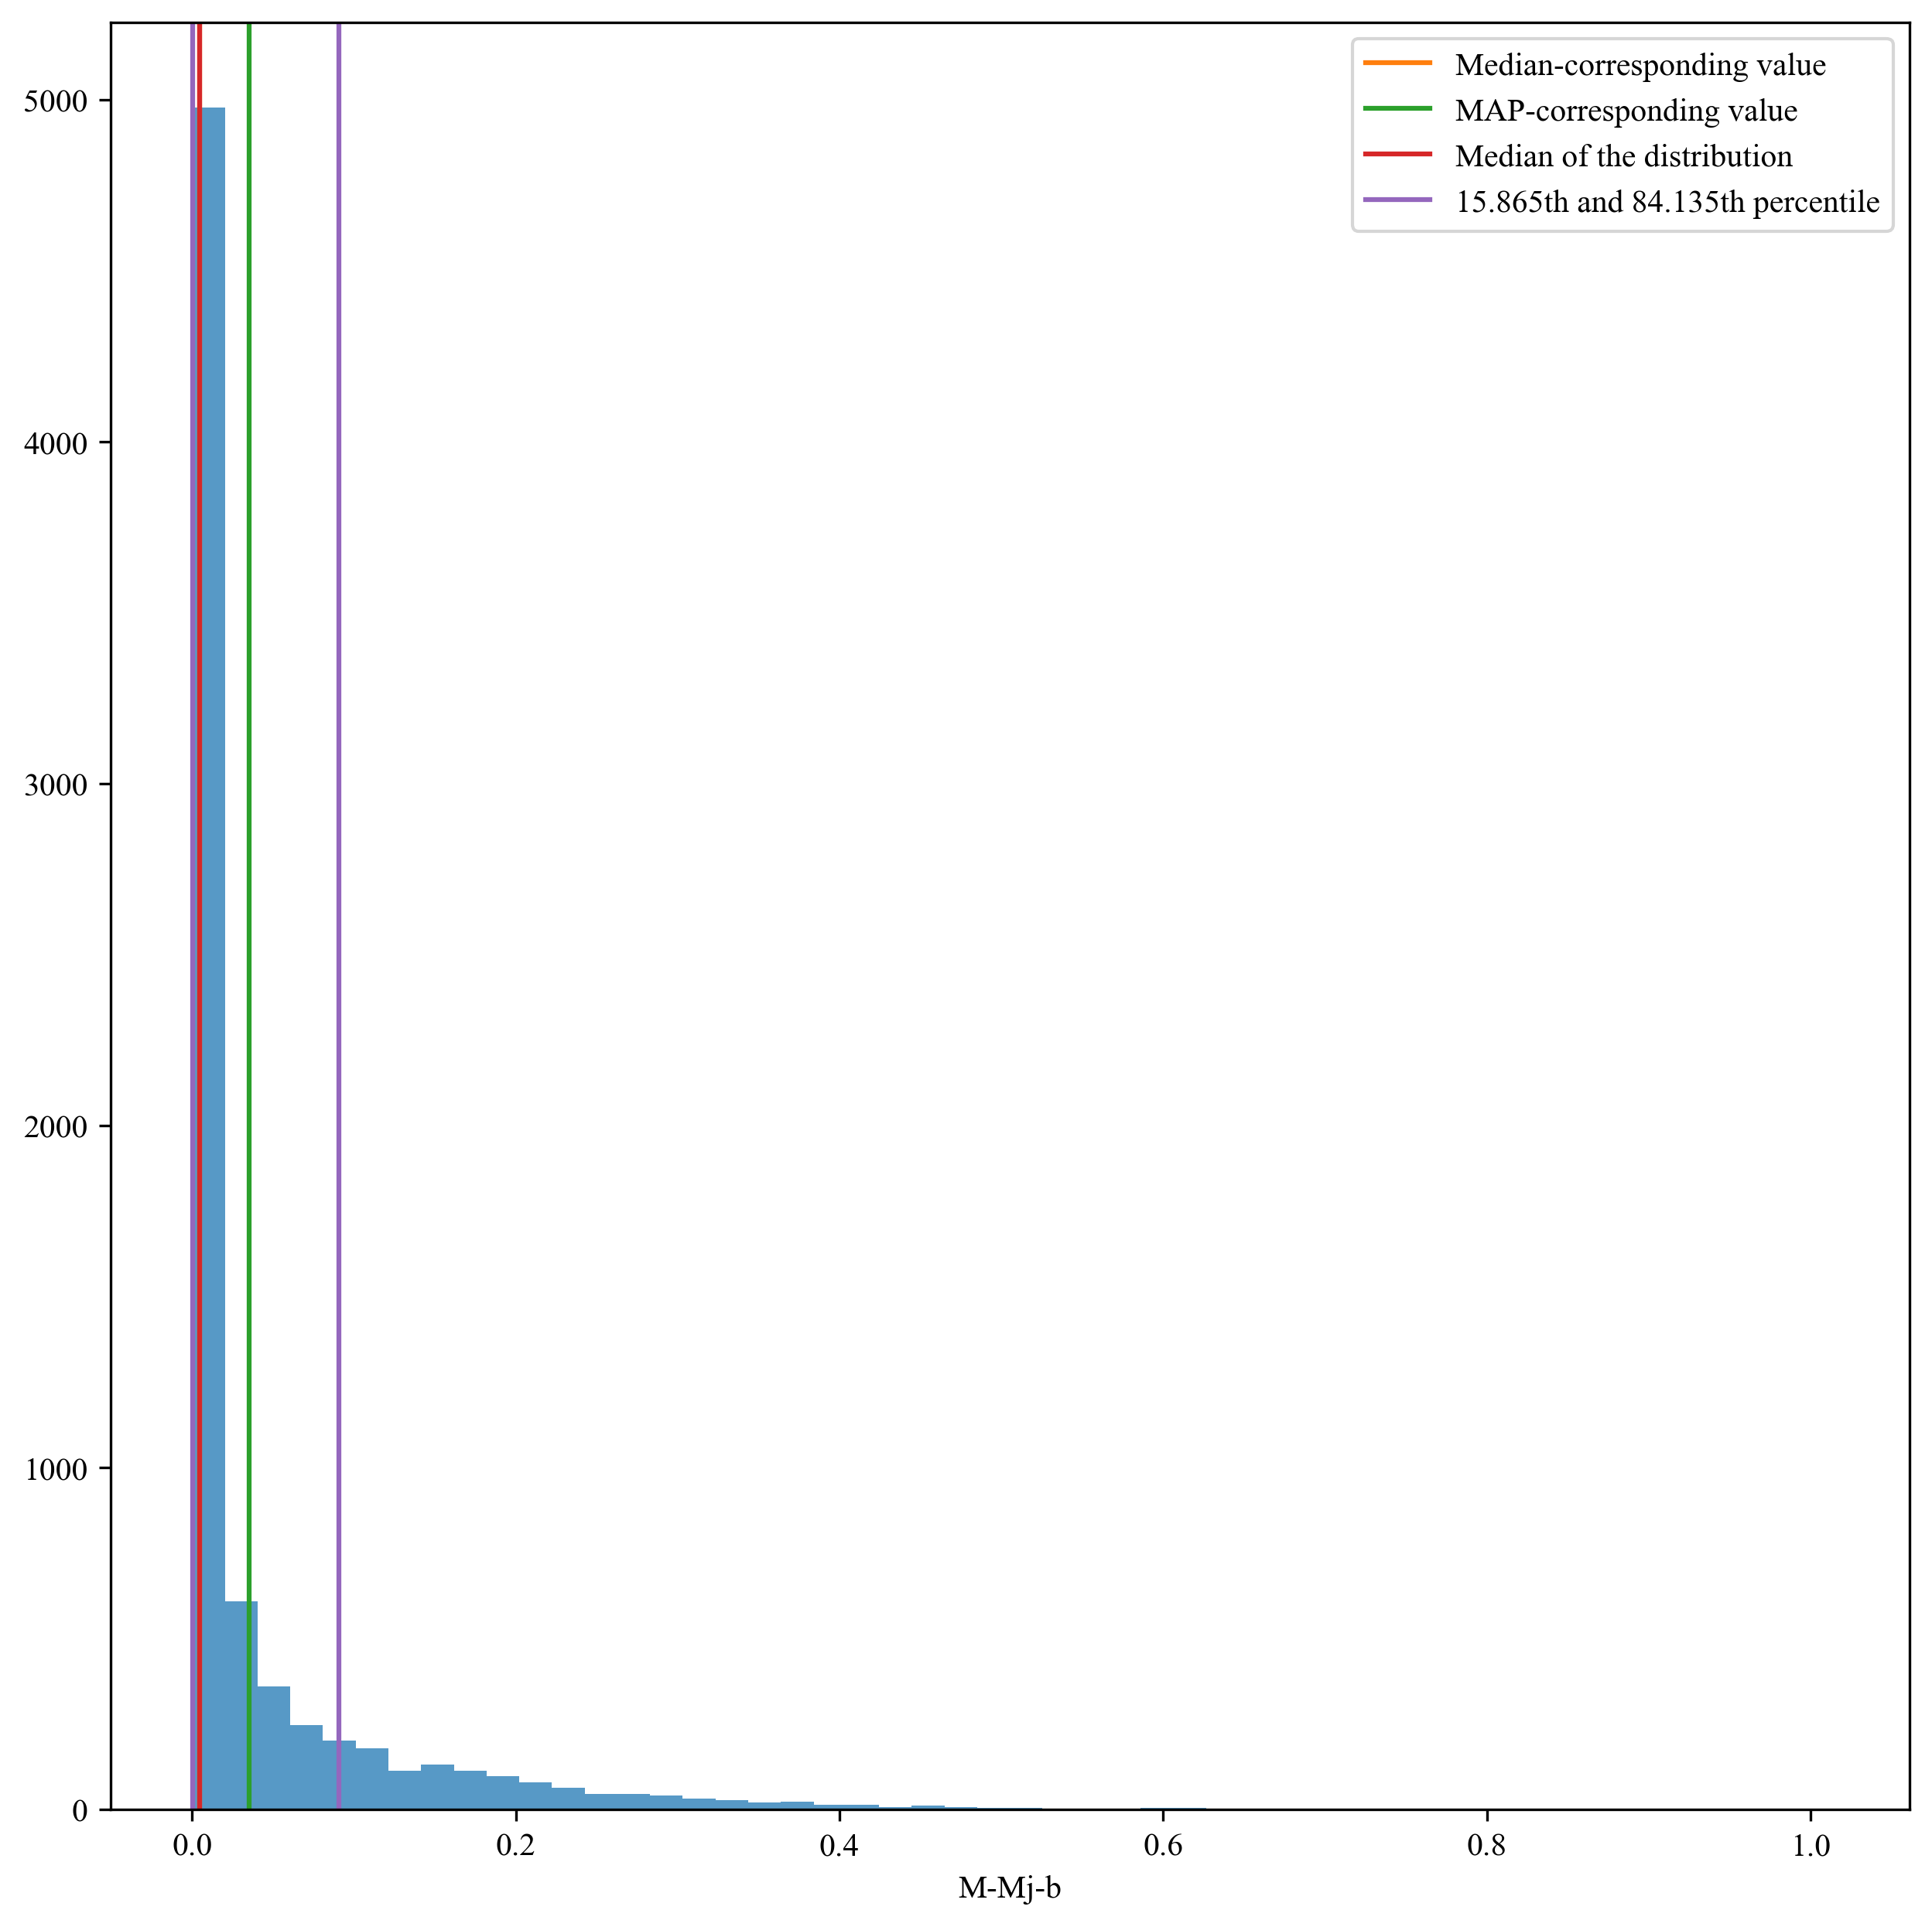 Median-corresponding value
MAP-corresponding value
Median of the distribution
15.865th and 84.135th percentile
5000
4000
3000
2000
1000
0
0.0 0.2 0.4 0.6 0.8 1.0
M-Mj-b